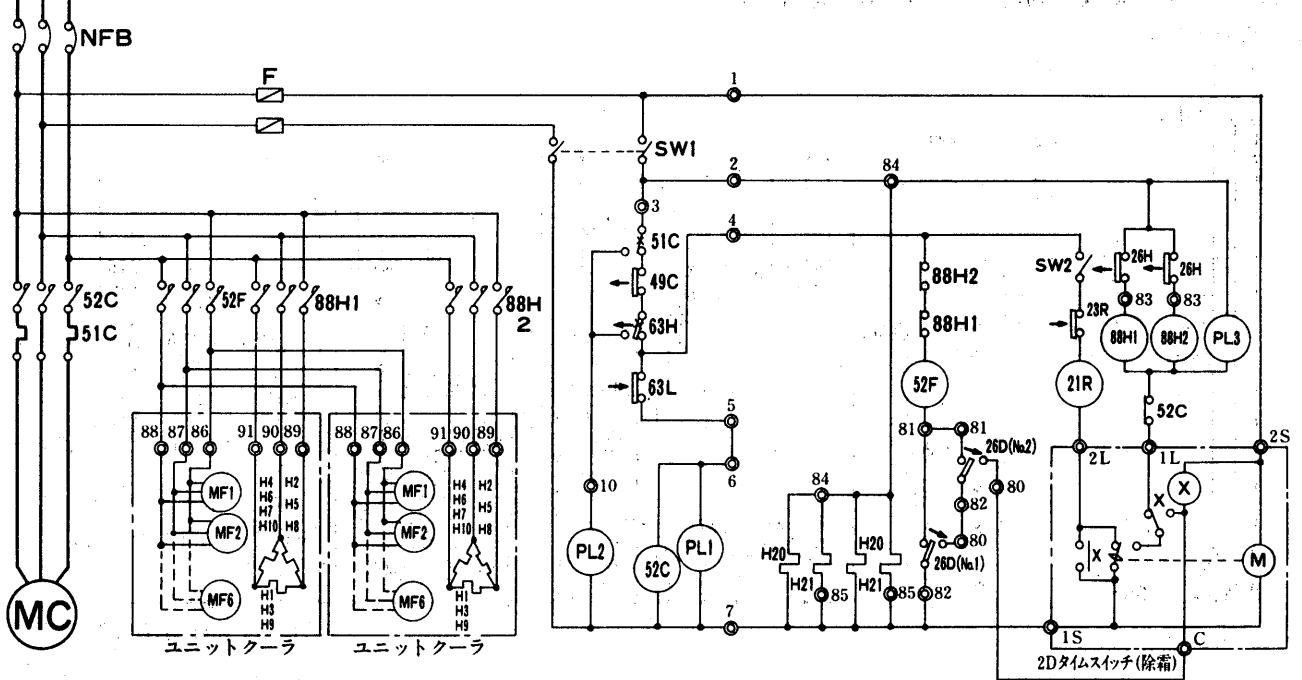 NFB
F
1
SW1
2
84
3
4
51C
49C
63H
63L
88H2
88H1
52F
SW2
23R
21R
26H
26H
83
83
88H1
88H2
PL3
52C
52C
51C
52F
88H1
88H
2
5
6
10
PL2
52C
PL1
7
84
H20
H21
85
H20
H21
85
81
81
26D(No.2)
80
82
80
26D(No.1)
82
2L
1L
2S
X
X
X
M
1S
C
2Dタイムスイッチ(除霜)
88
87
86
91
90
89
MF1
MF2
MF6
H4
H6
H7
H10
H2
H5
H8
H1
H3
H9
ユニットクーラ
88
87
86
91
90
89
MF1
MF2
MF6
H4
H6
H7
H10
H2
H5
H8
H1
H3
H9
ユニットクーラ
MC